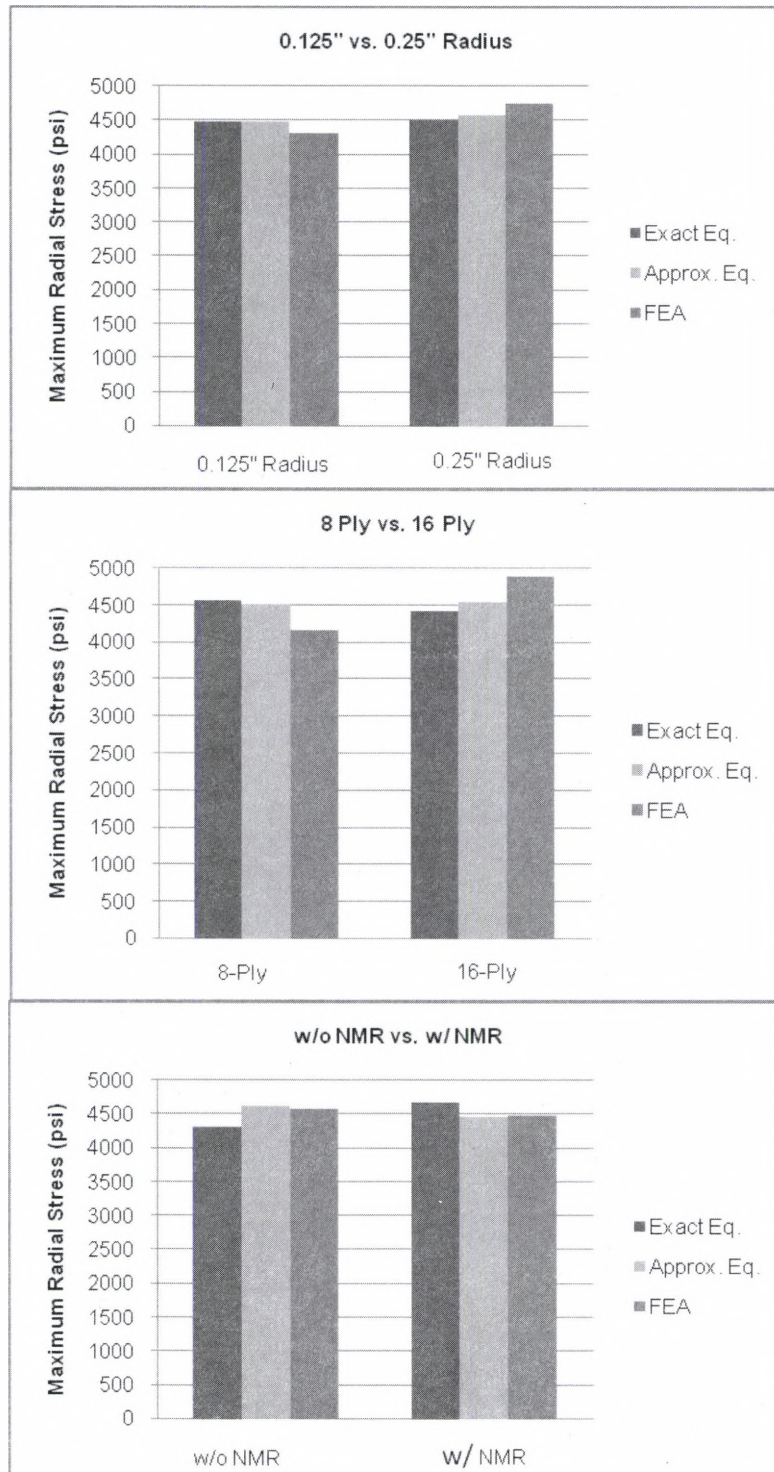 0.125" vs. 0.25" Radius
Maximum Radial Stress (psi)
5000
4500
4000
3500
3000
2500
2000
1500
1000
500
0
0.125" Radius
0.25" Radius
Exact Eq.
Approx. Eq.
FEA
8 Ply vs. 16 Ply
Maximum Radial Stress (psi)
5000
4500
4000
3500
3000
2500
2000
1500
1000
500
0
8-Ply
16-Ply
Exact Eq.
Approx. Eq.
FEA
w/o NMR vs. w/ NMR
Maximum Radial Stress (psi)
5000
4500
4000
3500
3000
2500
2000
1500
1000
500
0
w/o NMR
w/ NMR
Exact Eq.
Approx. Eq.
FEA